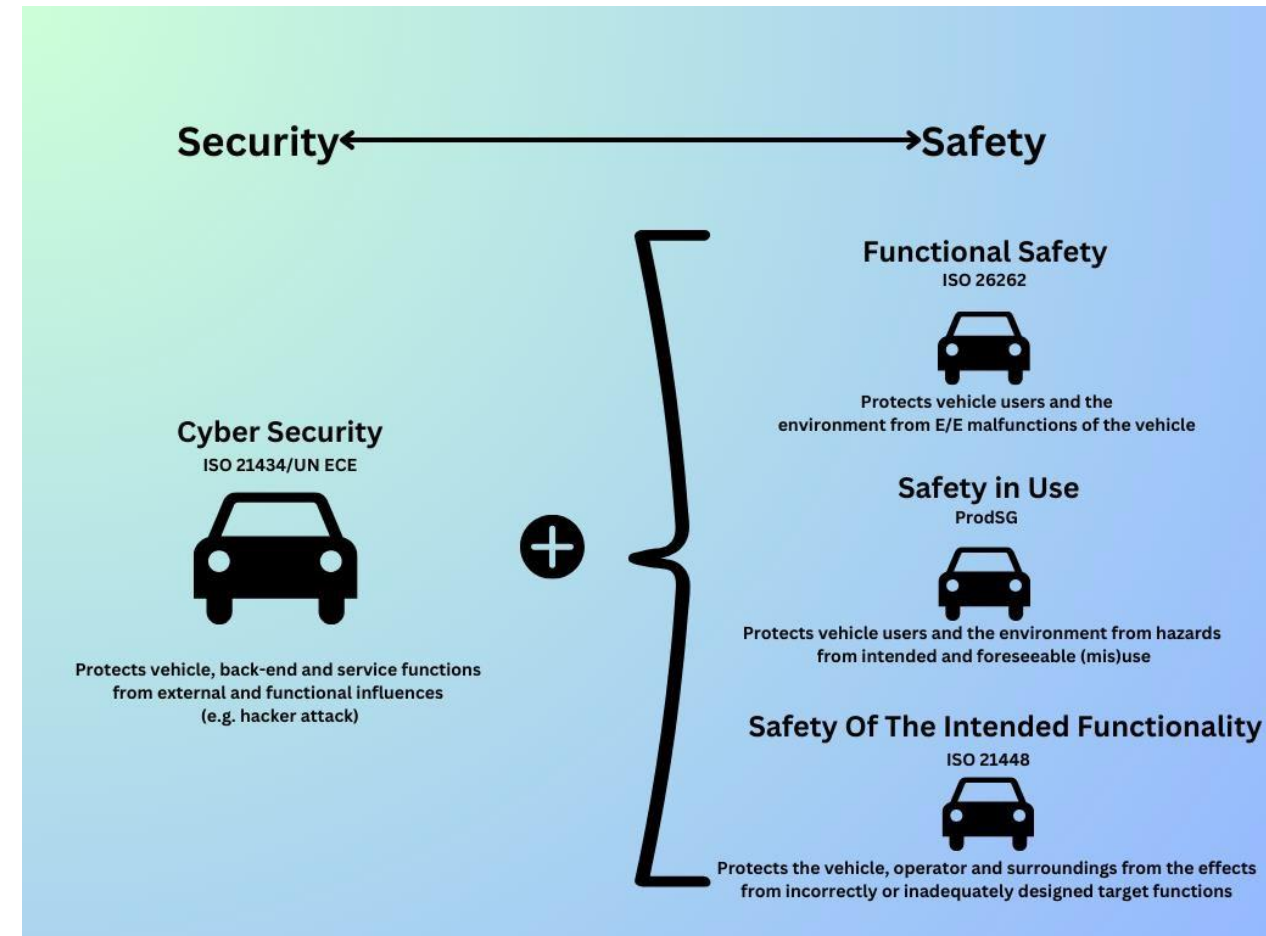 Security
Safety
Cyber Security
ISO 21434/UN ECE
Protects vehicle, back-end and service functions
from external and functional influences
(e.g. hacker attack)
Functional Safety
ISO 26262
Protects vehicle users and the
environment from E/E malfunctions of the vehicle
Safety in Use
ProdSG
Protects vehicle users and the environment from hazards
from intended and foreseeable (mis)use
Safety Of The Intended Functionality
ISO 21448
Protects the vehicle, operator and surroundings from the effects
from incorrectly or inadequately designed target functions